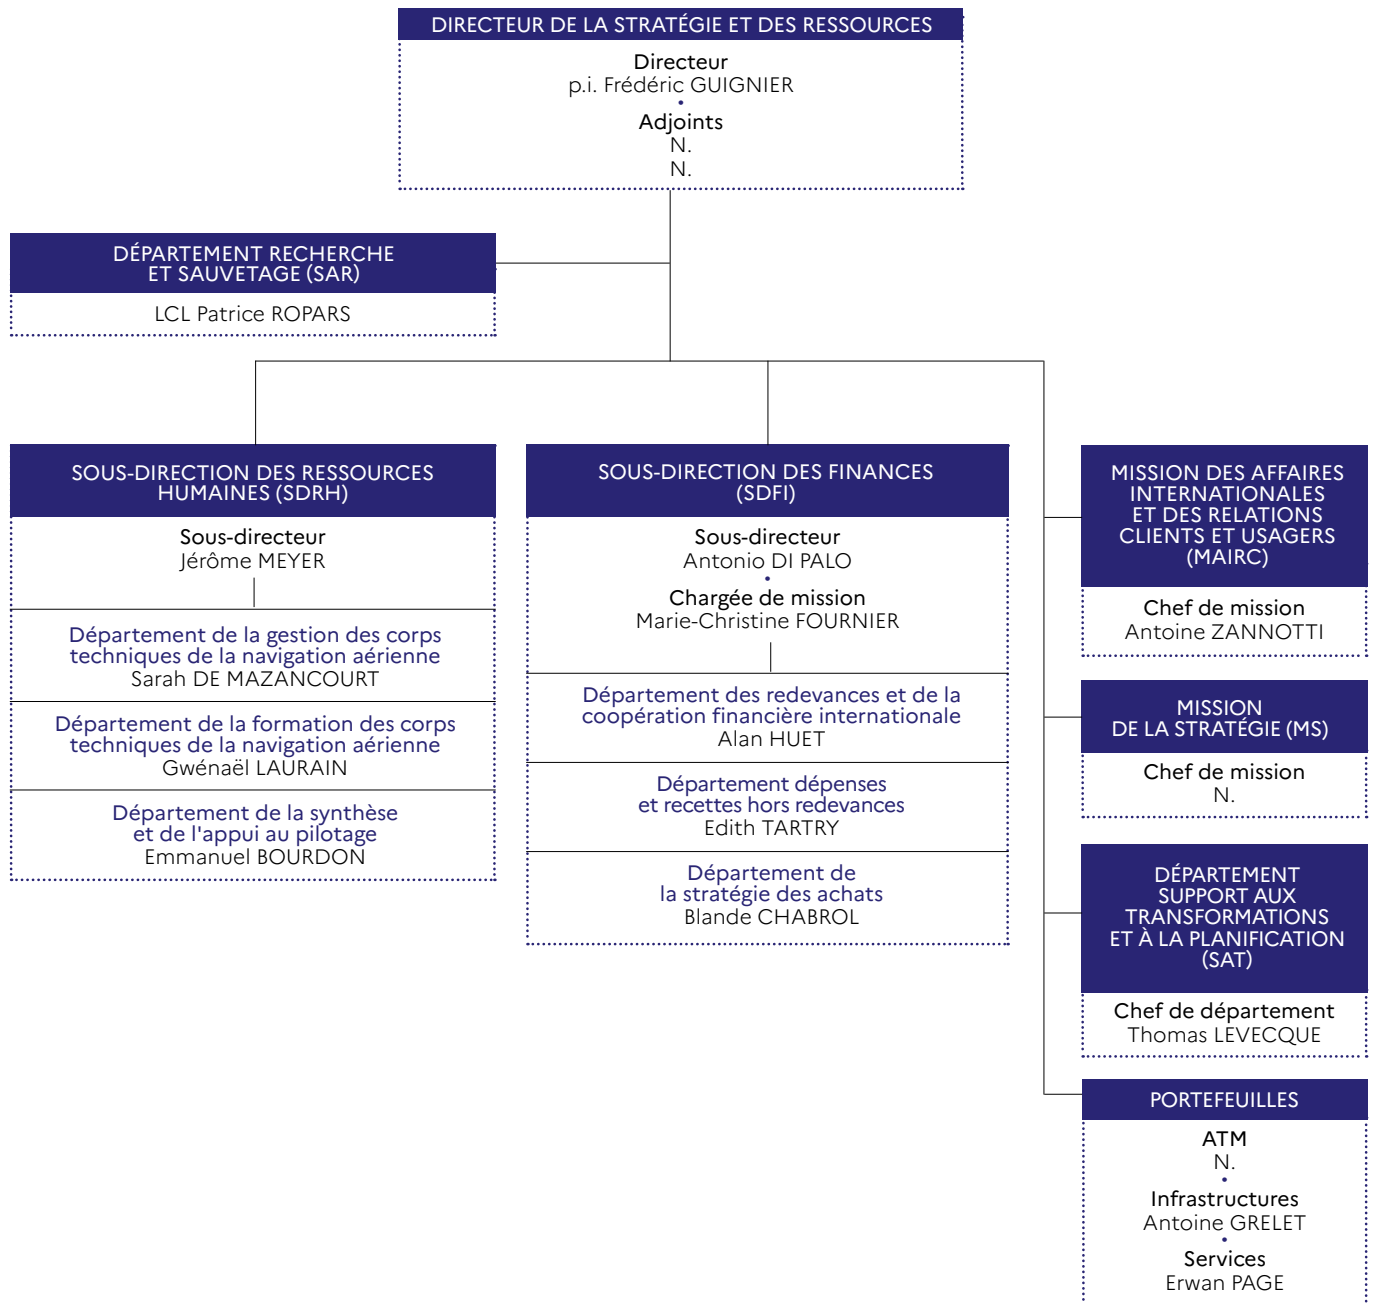 DIRECTEUR DE LA STRATÉGIE ET DES RESSOURCES
Directeur
p.i. Frédéric GUIGNIER
•
Adjoints
N.
N.
DÉPARTEMENT RECHERCHE
ET SAUVETAGE (SAR)
LCL Patrice ROPARS
SOUS-DIRECTION DES RESSOURCES
HUMAINES (SDRH)
Sous-directeur
Jérôme MEYER
Département de la gestion des corps
techniques de la navigation aérienne
Sarah DE MAZANCOURT
Département de la formation des corps
techniques de la navigation aérienne
Gwénaël LAURAIN
Département de la synthèse
et de l'appui au pilotage
Emmanuel BOURDON
SOUS-DIRECTION DES FINANCES
(SDFI)
Sous-directeur
Antonio DI PALO
•
Chargée de mission
Marie-Christine FOURNIER
Département des redevances et de la
coopération financière internationale
Alan HUET
Département dépenses
et recettes hors redevances
Edith TARTRY
Département de
la stratégie des achats
Blande CHABROL
MISSION DES AFFAIRES
INTERNATIONALES
ET DES RELATIONS
CLIENTS ET USAGERS
(MAIRC)
Chef de mission
Antoine ZANNOTTI
MISSION
DE LA STRATÉGIE (MS)
Chef de mission
N.
DÉPARTEMENT
SUPPORT AUX
TRANSFORMATIONS
ET À LA PLANIFICATION
(SAT)
Chef de département
Thomas LEVECQUE
PORTEFEUILLES
ATM
N.
•
Infrastructures
Antoine GRELET
•
Services
Erwan PAGE